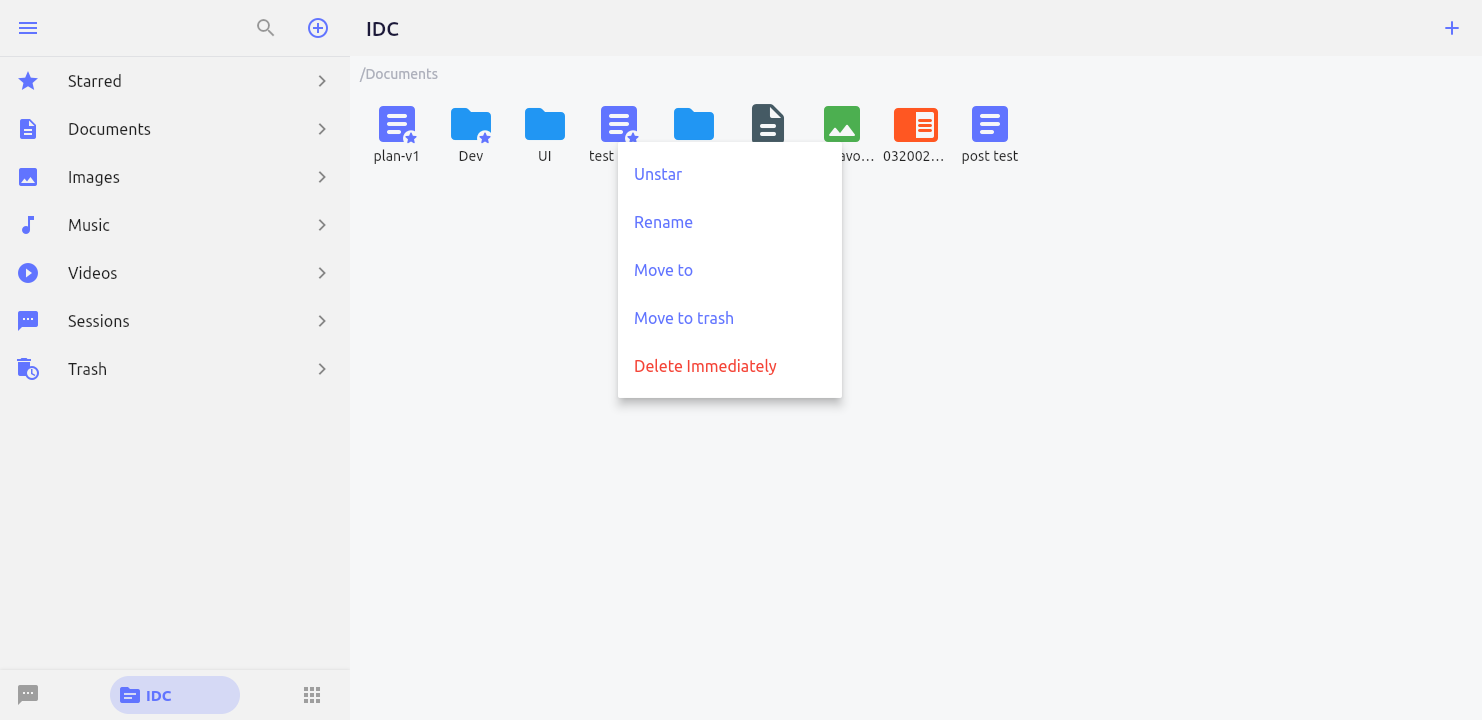 IDC
/Documents
Starred
Documents
Images
Music
Videos
Sessions
Trash
plan-v1
Dev
UI
test
032002...
post test
Unstar
Rename
Move to
Move to trash
Delete Immediately
IDC